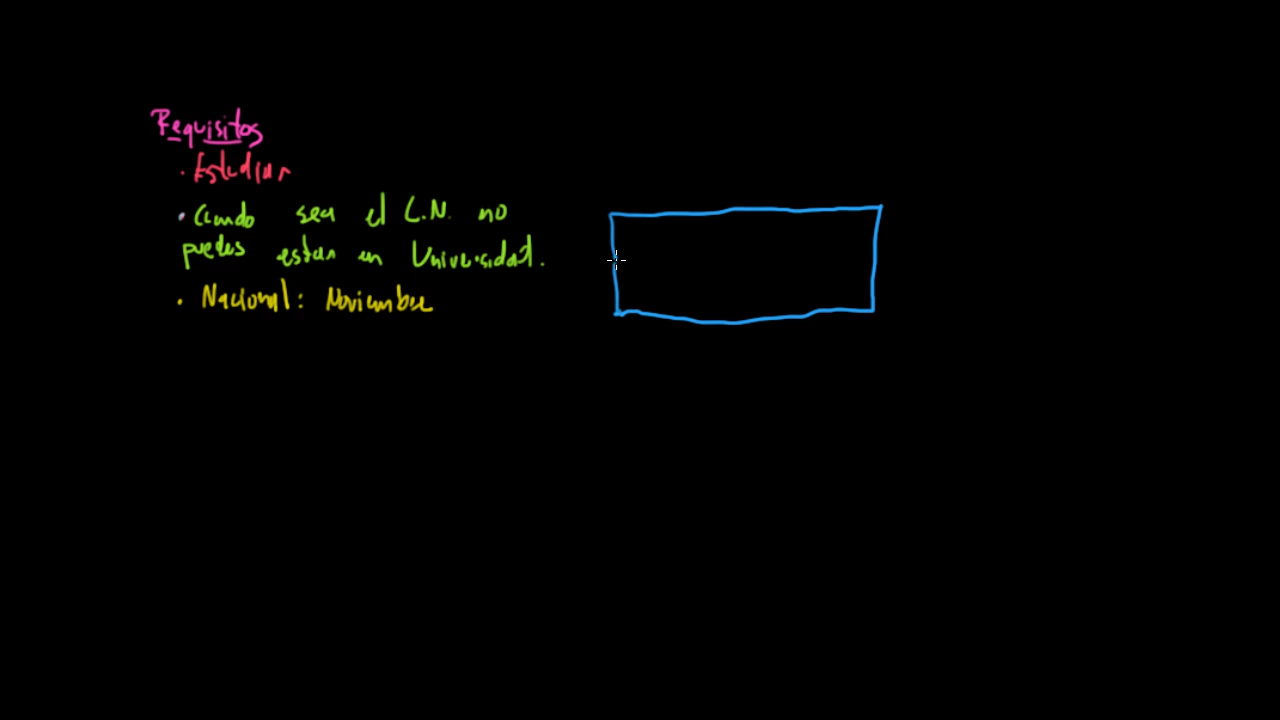 Requisitos
· Estudiar
· Cuando sea el C.N. no
puedes estar en Universidad.
· Nacional: Noviembre